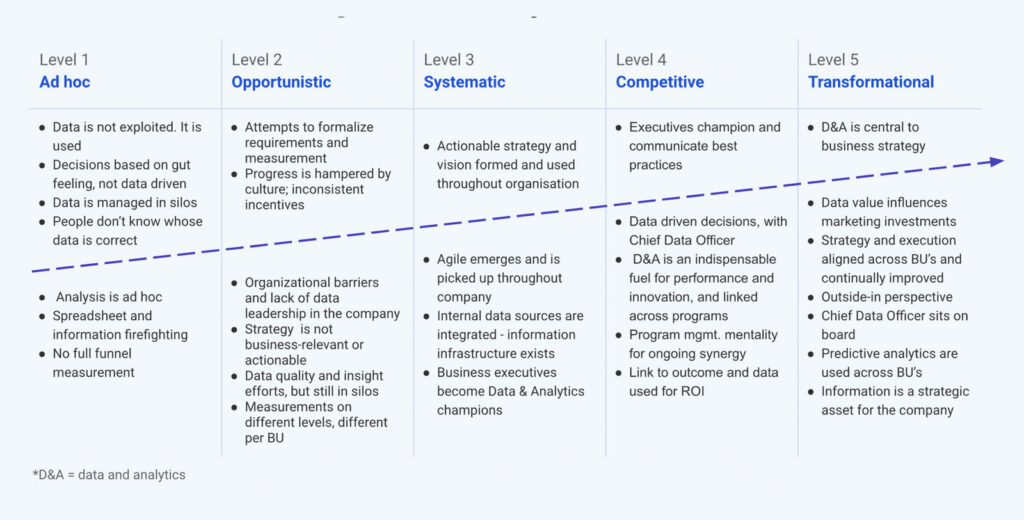 Level 1
Ad hoc
Data is not exploited. It is
used
Decisions based on gut
feeling, not data driven
Data is managed in silos
People don’t know whose
data is correct
Analysis is ad hoc
Spreadsheet and
information firefighting
No full funnel
measurement
Level 2
Opportunistic
Attempts to formalize
requirements and
measurement
Progress is hampered by
culture; inconsistent
incentives
Organizational barriers
and lack of data
leadership in the company
Strategy is not
business-relevant or
actionable
Data quality and insight
efforts, but still in silos
Measurements on
different levels, different
per BU
Level 3
Systematic
Actionable strategy and
vision formed and used
throughout organisation
Agile emerges and is
picked up throughout
company
Internal data sources are
integrated - information
infrastructure exists
Business executives
become Data & Analytics
champions
Level 4
Competitive
Executives champion and
communicate best
practices
Data driven decisions, with
Chief Data Officer
D&A is an indispensable
fuel for performance and
innovation, and linked
across programs
Program mgmt. mentality
for ongoing synergy
Link to outcome and data
used for ROI
Level 5
Transformational
D&A is central to
business strategy
Data value influences
marketing investments
Strategy and execution
aligned across BU’s and
continually improved
Outside-in perspective
Chief Data Officer sits on
board
Predictive analytics are
used across BU’s
Information is a strategic
asset for the company
*D&A = data and analytics